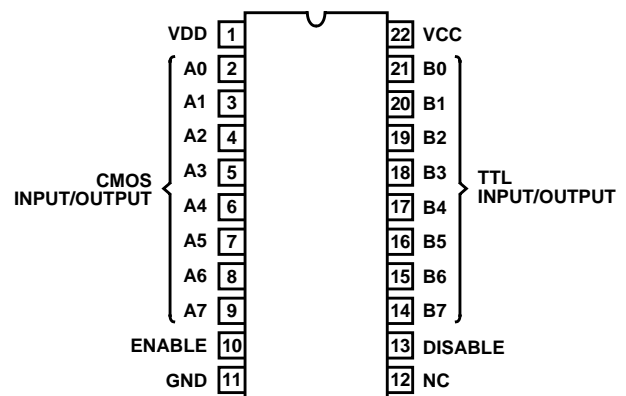 VDD 1 22 VCC
A0 2 21 B0
A1 3 20 B1
A2 4 19 B2
A3 5 18 B3
CMOS INPUT/OUTPUT
TTL INPUT/OUTPUT
A4 6 17 B4
A5 7 16 B5
A6 8 15 B6
A7 9 14 B7
ENABLE 10 13 DISABLE
GND 11 12 NC